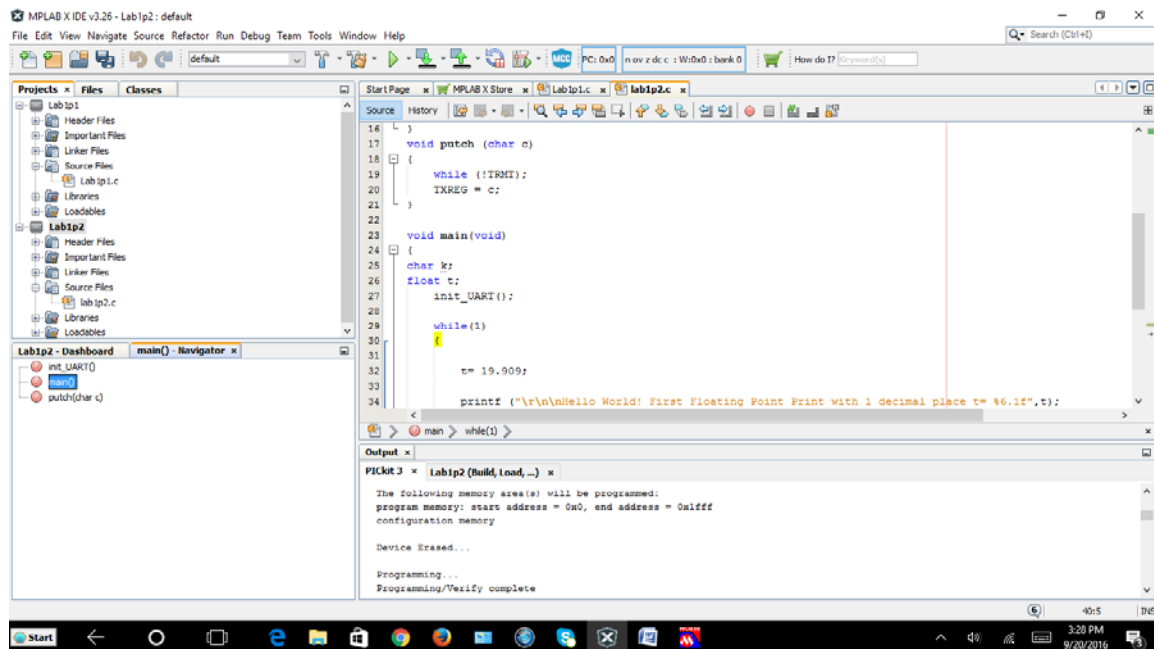 MPLAB X IDE v3.26 - Lab1p2 : default
File Edit View Navigate Source Refactor Run Debug Team Tools Window Help
Search (Ctrl+I)
default
MCC
PC: 0x0
n ov z dc c : W:0x0 : bank 0
How do I?
(Keyword(s)
Projects Files Classes
Lab1p1
Header Files
Important Files
Linker Files
Source Files
Lab1p1.c
Libraries
Loadables
Lab1p2
Header Files
Important Files
Linker Files
Source Files
lab1p2.c
Libraries
Loadables
Lab1p2 - Dashboard main() - Navigator
init_UART()
main()
putch(char c)
Start Page MPLAB X Store Lab1p1.c lab1p2.c
Source History
16 }
17 void putch (char c)
18 {
19 while (!TRMT);
20 TXREG = c;
21 }
22
23 void main(void)
24 {
25 char k;
26 float t;
27 init_UART();
28
29 while(1)
30 {
31
32 t= 19.909;
33
34 printf ("\r\n\nHello World! First Floating Point Print with 1 decimal place t= %6.1f",t);
main while(1)
Output
PICkit 3 Lab1p2 (Build, Load, ...)
The following memory area(s) will be programmed:
program memory: start address = 0x0, end address = 0x1fff
configuration memory
Device Erased...
Programming...
Programming/Verify complete
6
40:5
INS
Start
3:28 PM
9/20/2016
3